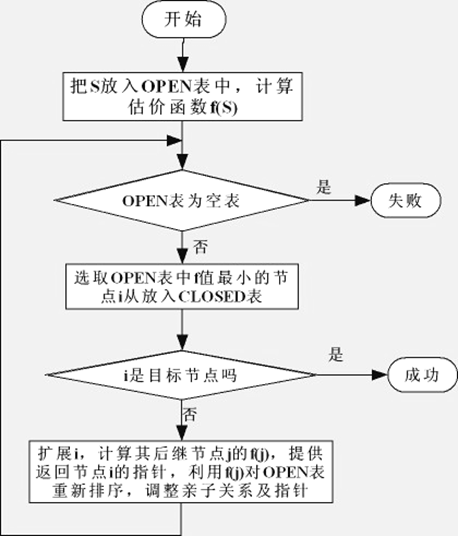 开始
把S放入OPEN表中，计算
估价函数f(S)
OPEN表为空表
是
失败
否
选取OPEN表中f值最小的节
点i从放入CLOSED表
i是目标节点吗
是
成功
否
扩展i，计算其后继节点j的f(j)，提供
返回节点i的指针，利用f(j)对OPEN表
重新排序，调整亲子关系及指针